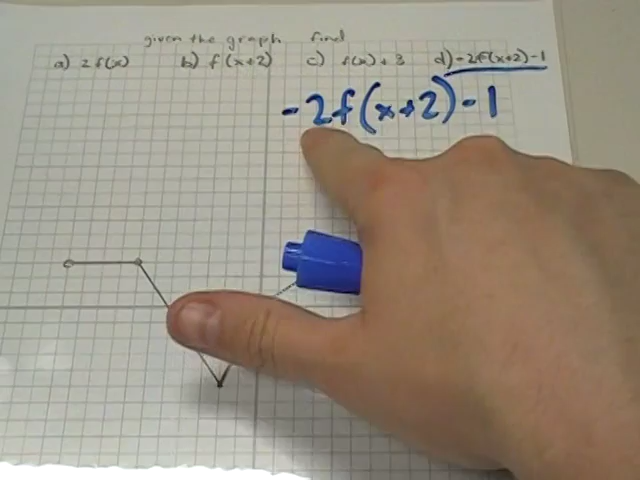 given the graph find
a) 2f(x) b) f(x+2) c) f(x)+3 d) -2f(x+2)-1
-2f(x+2)-1